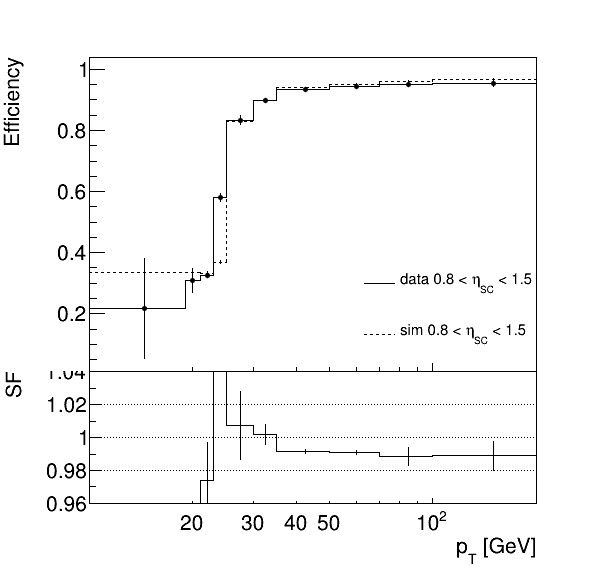 Efficiency
1
0.8
0.6
0.4
0.2
data 0.8 < η_SC < 1.5
sim 0.8 < η_SC < 1.5
SF
1.04
1.02
1
0.98
0.96
20 30 40 50 10²
p_T [GeV]